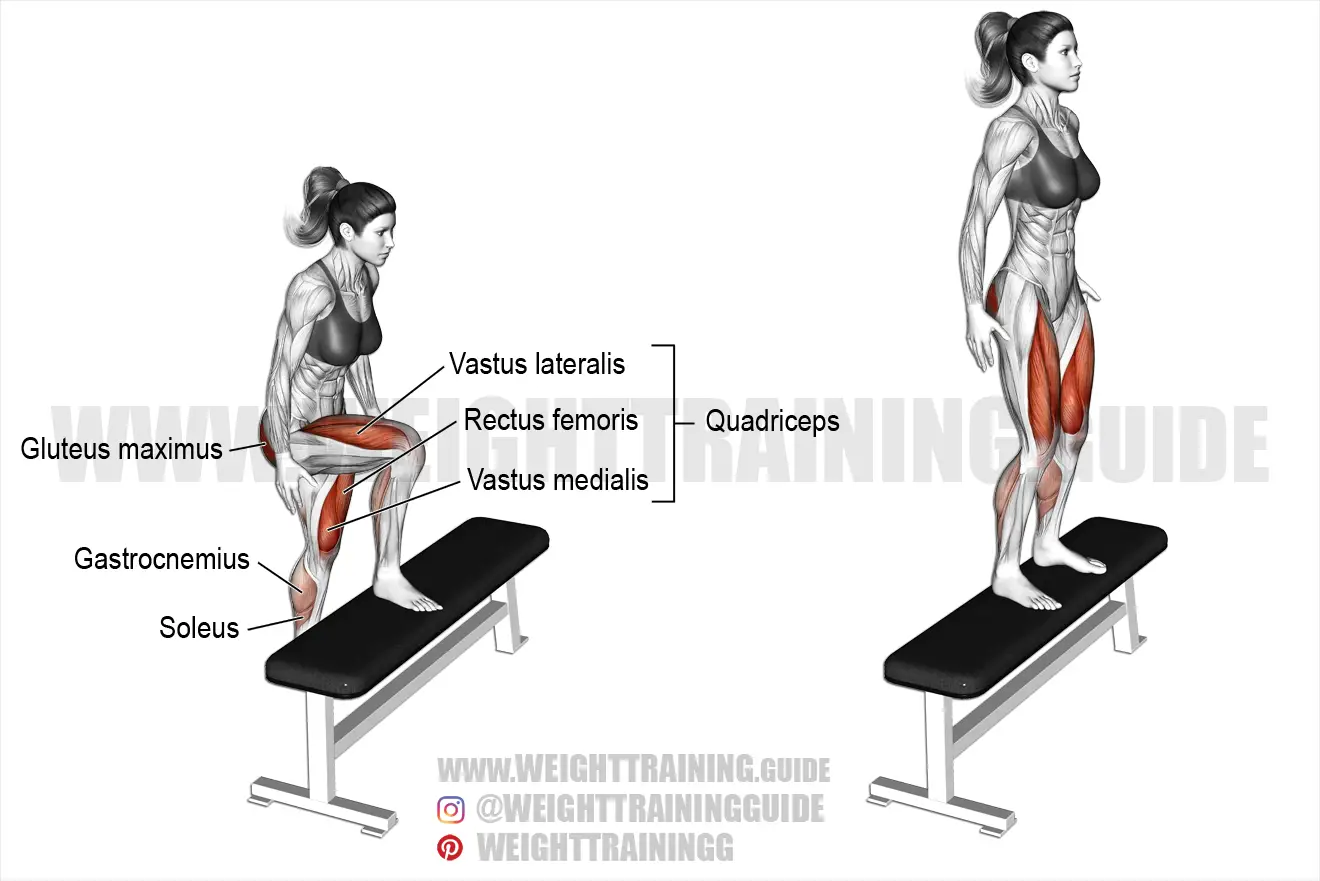 Vastus lateralis
Rectus femoris
Quadriceps
Gluteus maximus
Vastus medialis
Gastrocnemius
Soleus
WWW.WEIGHTTRAINING.GUIDE
WWW.WEIGHTTRAINING.GUIDE
@WEIGHTTRAININGGUIDE
WEIGHTTRAININGG